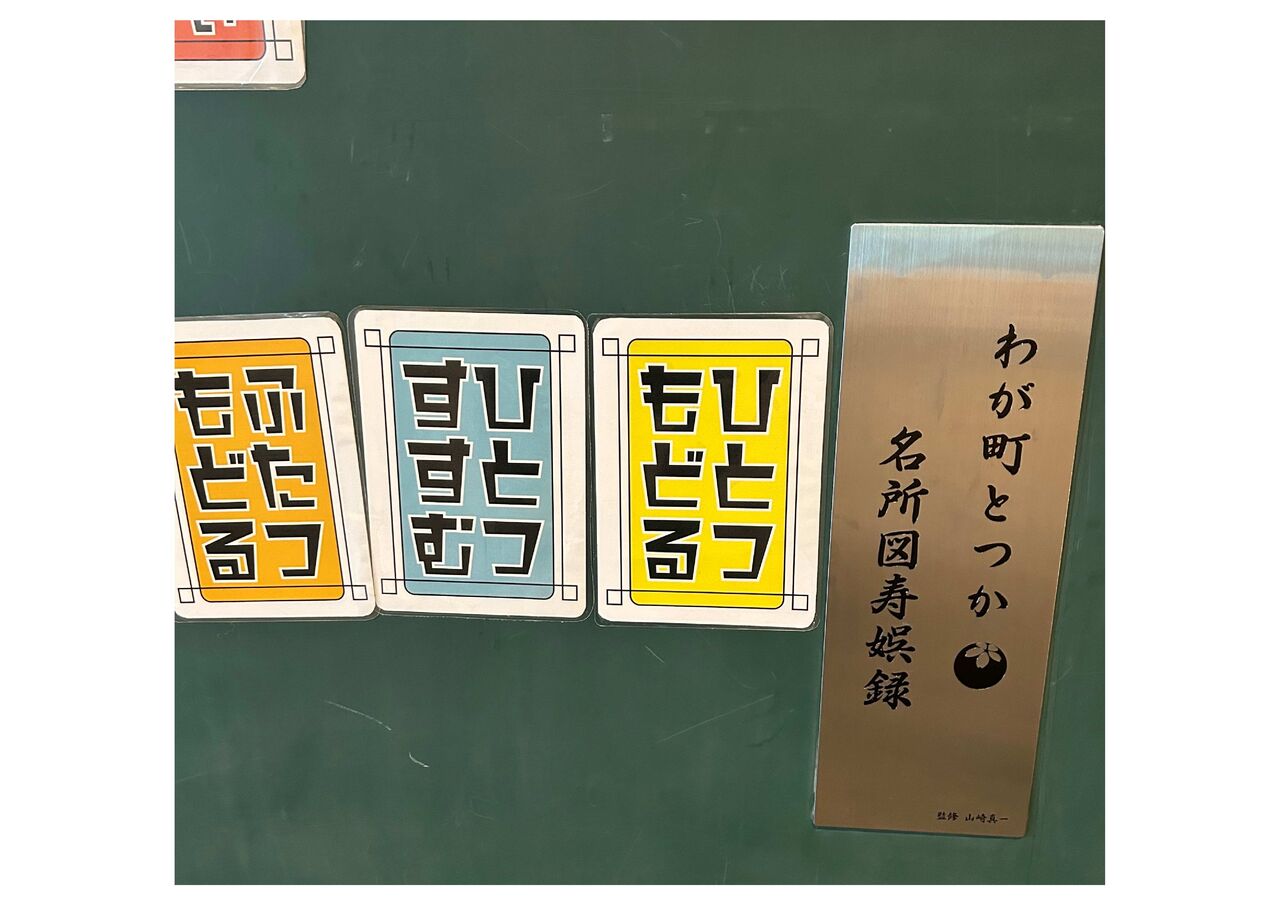 わが町とつか
名所図寿娯録
監修 山崎真一
ひとつ
もどる
ひとつ
すすむ
ふたつ
もどる